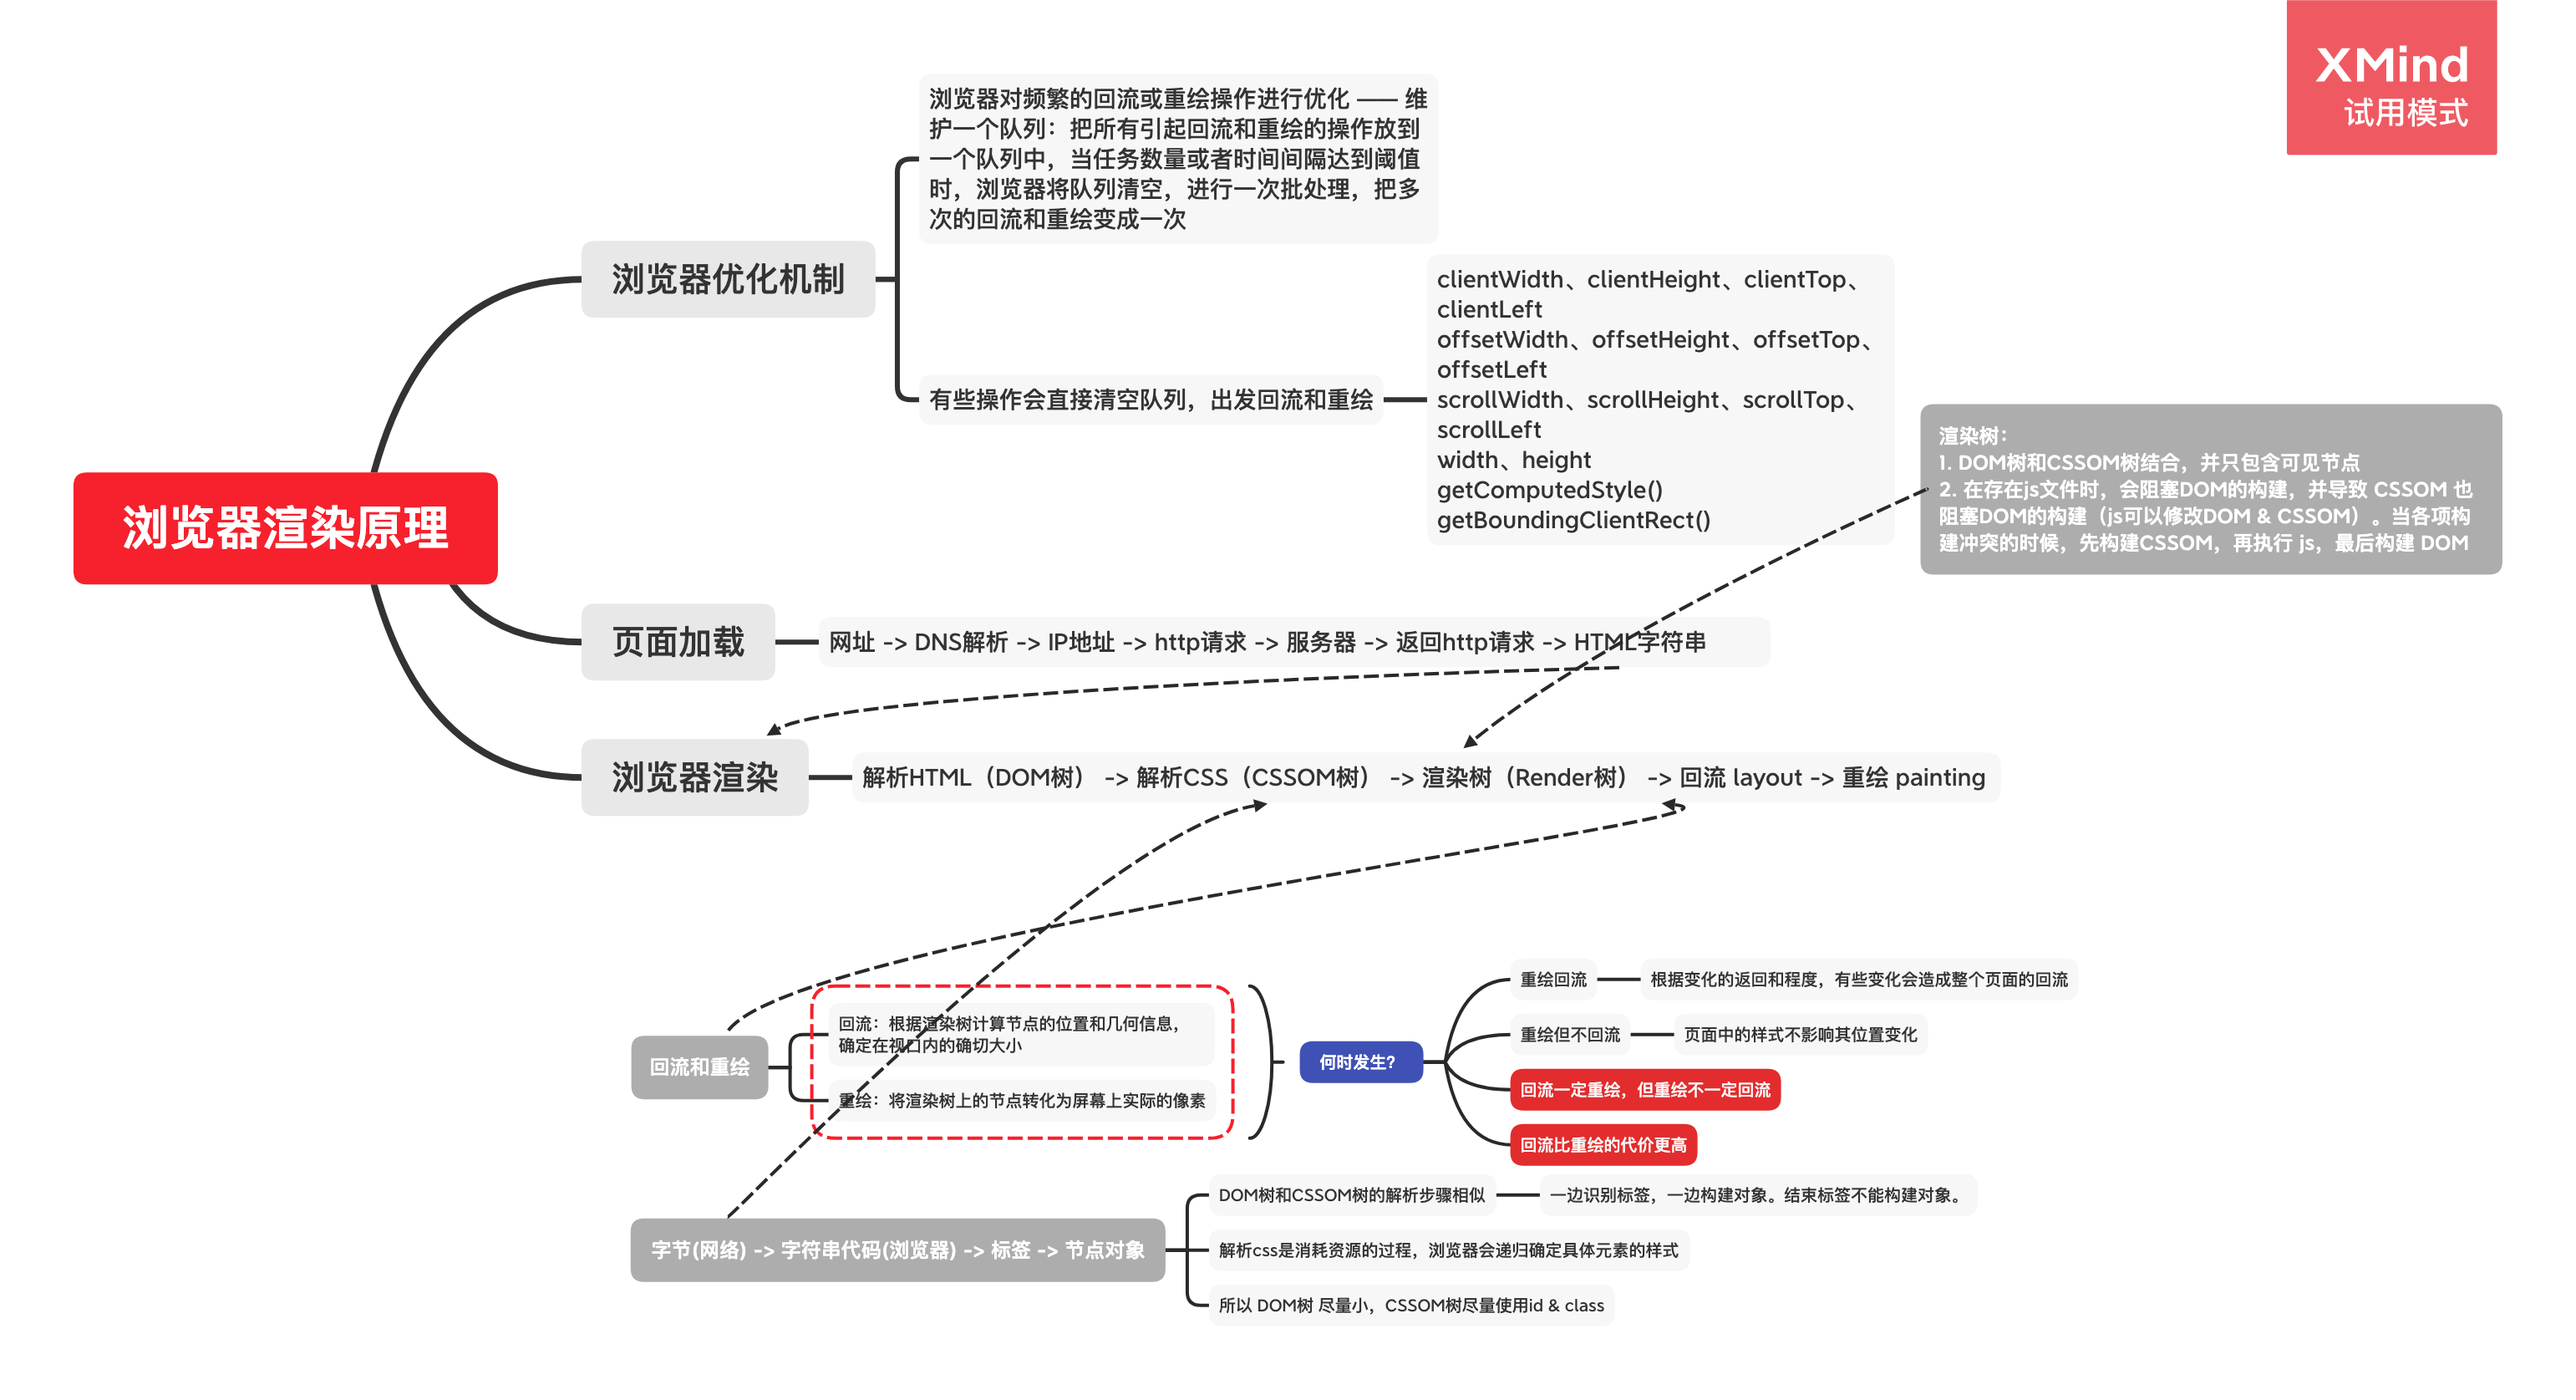 XMind
试用模式
浏览器对频繁的回流或重绘操作进行优化 —— 维
护一个队列：把所有引起回流和重绘的操作放到
一个队列中，当任务数量或者时间间隔达到阈值
时，浏览器将队列清空，进行一次批处理，把多
次的回流和重绘变成一次
浏览器优化机制
clientWidth、clientHeight、clientTop、
clientLeft
offsetWidth、offsetHeight、offsetTop、
offsetLeft
scrollWidth、scrollHeight、scrollTop、
scrollLeft
width、height
getComputedStyle()
getBoundingClientRect()
有些操作会直接清空队列，出发回流和重绘
渲染树：
1. DOM树和CSSOM树结合，并只包含可见节点
2. 在存在js文件时，会阻塞DOM的构建，并导致 CSSOM 也
阻塞DOM的构建（js可以修改DOM & CSSOM）。当各项构
建冲突的时候，先构建CSSOM，再执行 js，最后构建 DOM
浏览器渲染原理
页面加载
网址 -> DNS解析 -> IP地址 -> http请求 -> 服务器 -> 返回http请求 -> HTML字符串
浏览器渲染
解析HTML（DOM树） -> 解析CSS（CSSOM树） -> 渲染树（Render树） -> 回流 layout -> 重绘 painting
回流和重绘
回流：根据渲染树计算节点的位置和几何信息，
确定在视口内的确切大小
重绘：将渲染树上的节点转化为屏幕上实际的像素
何时发生？
重绘回流
根据变化的返回和程度，有些变化会造成整个页面的回流
重绘但不回流
页面中的样式不影响其位置变化
回流一定重绘，但重绘不一定回流
回流比重绘的代价更高
字节(网络) -> 字符串代码(浏览器) -> 标签 -> 节点对象
DOM树和CSSOM树的解析步骤相似
一边识别标签，一边构建对象。结束标签不能构建对象。
解析css是消耗资源的过程，浏览器会递归确定具体元素的样式
所以 DOM树 尽量小，CSSOM树尽量使用id & class